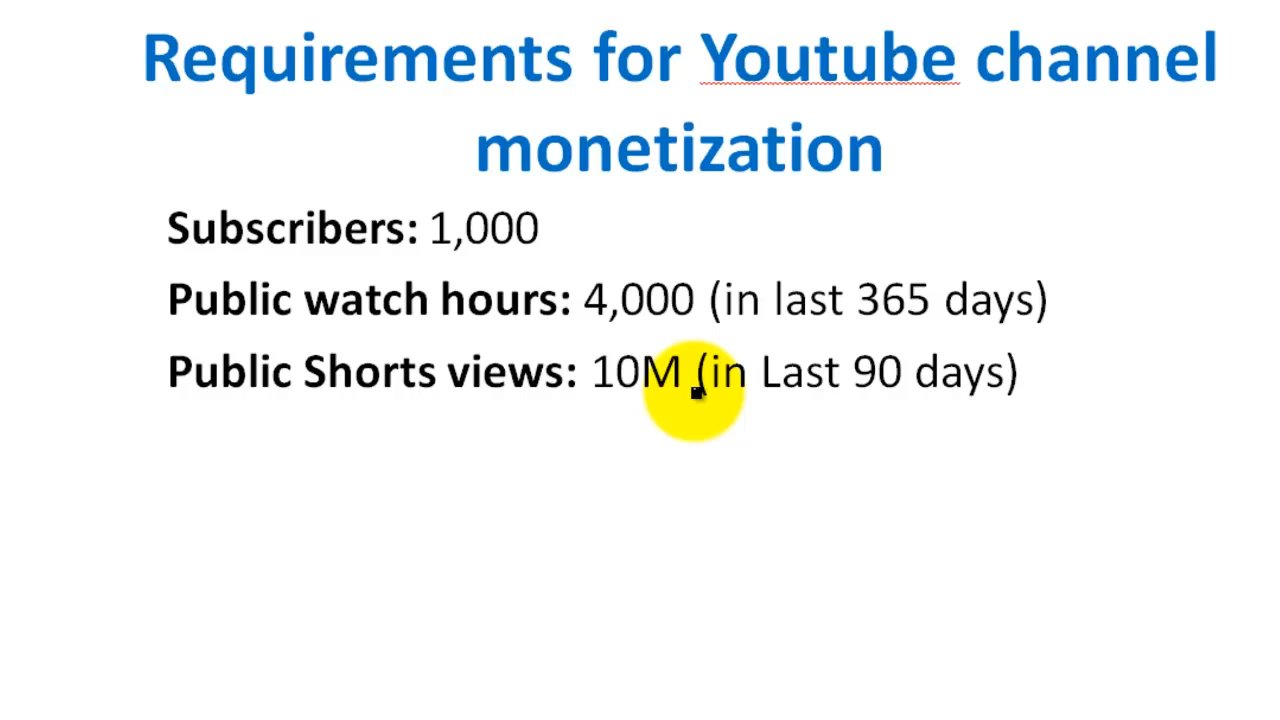 Requirements for Youtube channel
monetization
Subscribers: 1,000
Public watch hours: 4,000 (in last 365 days)
Public Shorts views: 10M (in Last 90 days)